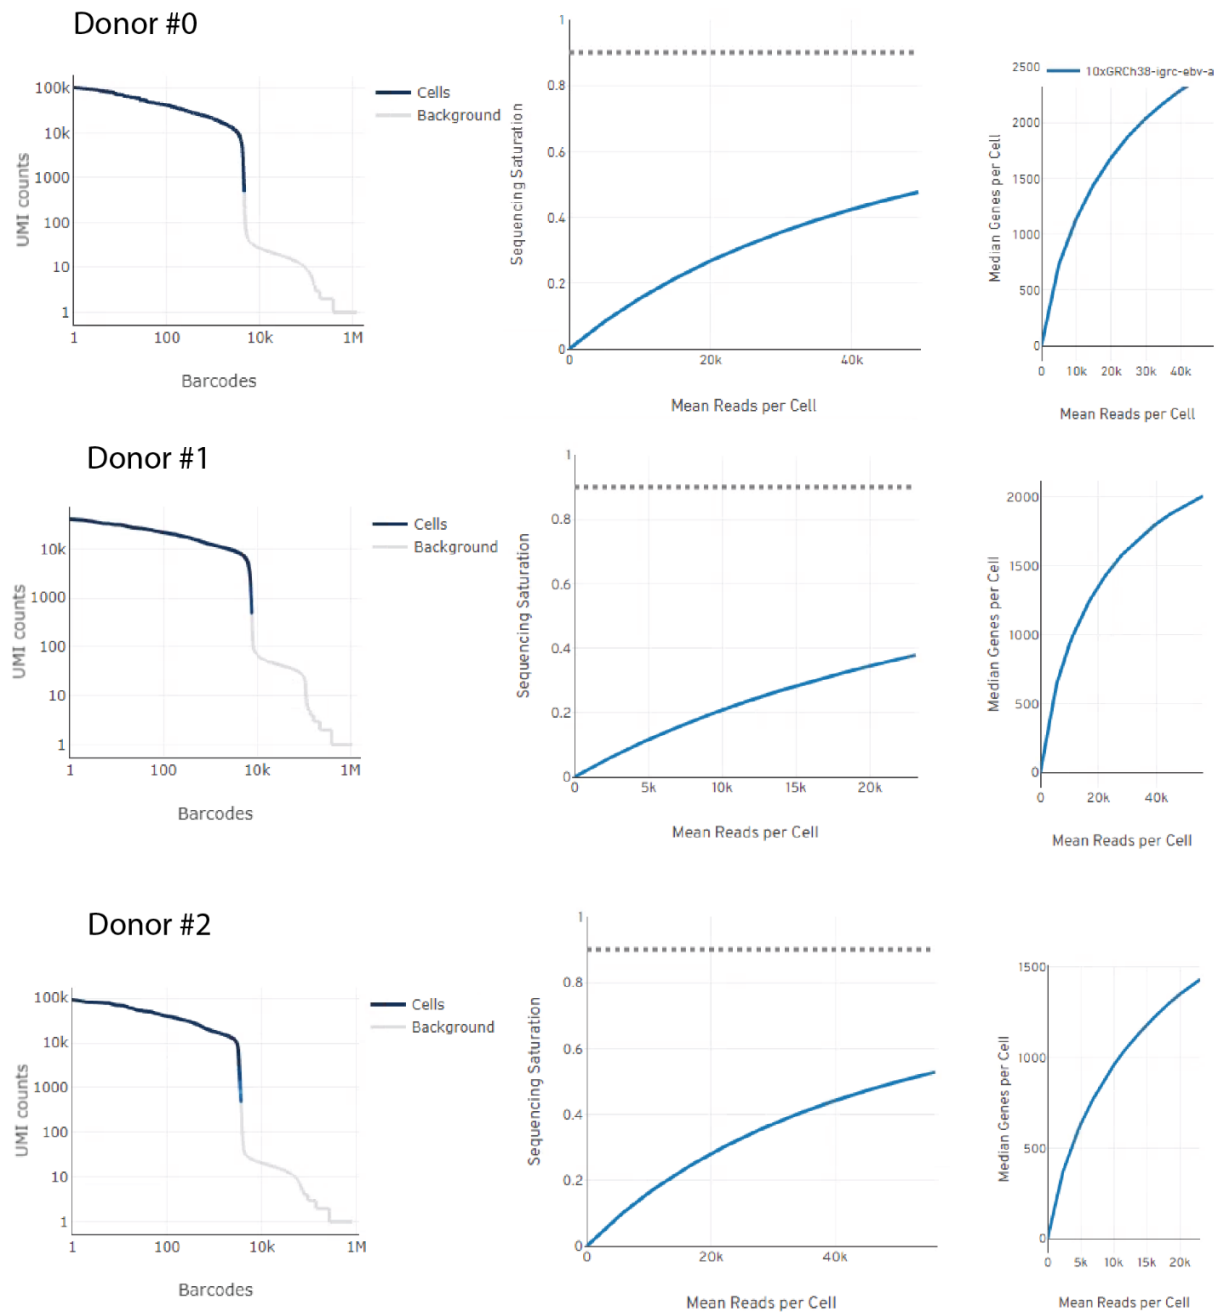 Donor #0
100k
10k
1000
100
10
1
1
100
10k
1M
UMI counts
Barcodes
Cells
Background
1
0.8
0.6
0.4
0.2
0
0
20k
40k
Sequencing Saturation
Mean Reads per Cell
2500
2000
1500
1000
500
0
0
10k
20k
30k
40k
10xGRCh38-igrc-ebv-a
Median Genes per Cell
Mean Reads per Cell
Donor #1
10k
1000
100
10
1
1
100
10k
1M
UMI counts
Barcodes
Cells
Background
1
0.8
0.6
0.4
0.2
0
0
5k
10k
15k
20k
Sequencing Saturation
Mean Reads per Cell
2000
1500
1000
500
0
0
20k
40k
Median Genes per Cell
Mean Reads per Cell
Donor #2
100k
10k
1000
100
10
1
1
100
10k
1M
UMI counts
Barcodes
Cells
Background
1
0.8
0.6
0.4
0.2
0
0
20k
40k
Sequencing Saturation
Mean Reads per Cell
1500
1000
500
0
0
5k
10k
15k
20k
Median Genes per Cell
Mean Reads per Cell